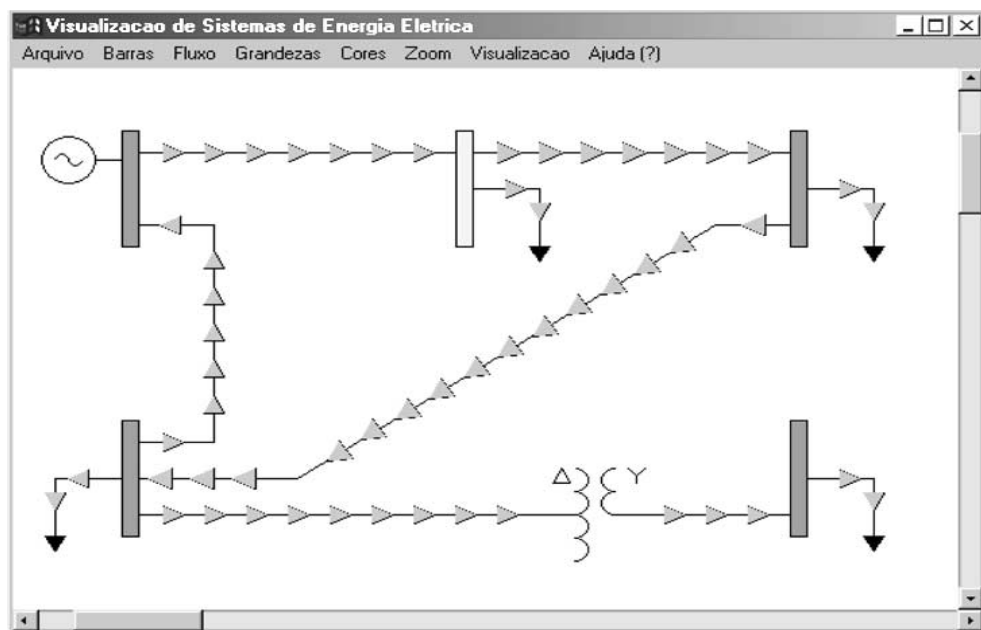 Visualizacao de Sistemas de Energia Eletrica
Arquivo Barras Fluxo Grandezas Cores Zoom Visualizacao Ajuda (?)
Δ Y